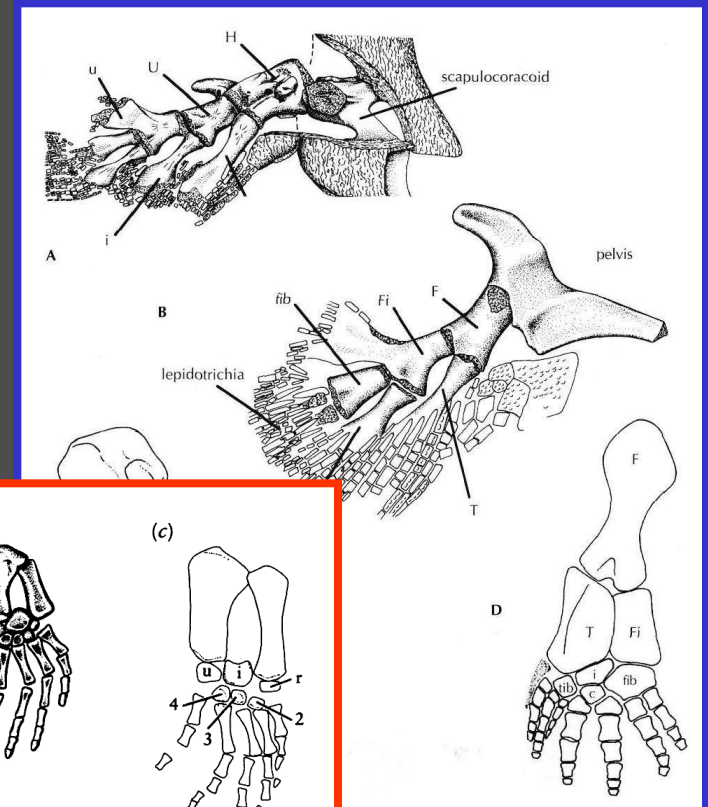 H
U
u
scapulocoracoid
i
A
pelvis
B
fib
Fi
F
lepidotrichia
T
F
(c)
D
T
Fi
u
i
r
i
fib
tib
c
4
3
2